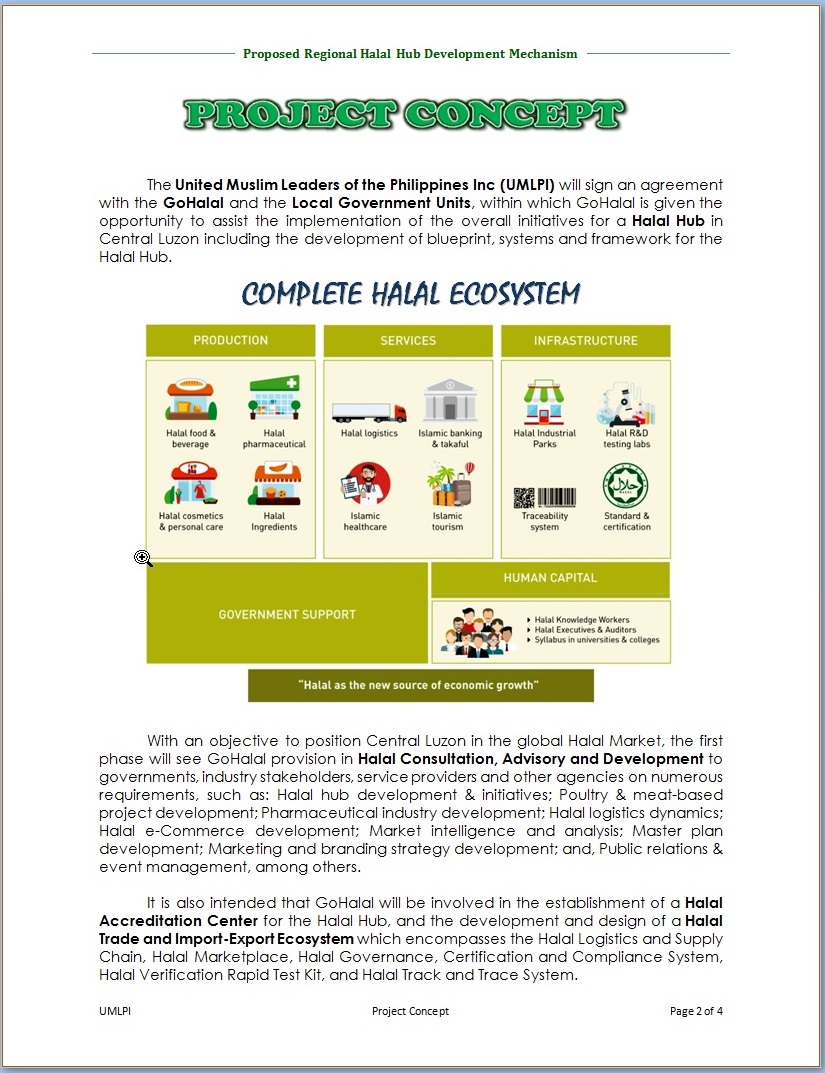 Proposed Regional Halal Hub Development Mechanism
PROJECT CONCEPT
The United Muslim Leaders of the Philippines Inc (UMLPI) will sign an agreement
with the GoHalal and the Local Government Units, within which GoHalal is given the
opportunity to assist the implementation of the overall initiatives for a Halal Hub in
Central Luzon including the development of blueprint, systems and framework for the
Halal Hub.
COMPLETE HALAL ECOSYSTEM
PRODUCTION
Halal food &
beverage
Halal
pharmaceutical
Halal cosmetics
& personal care
Halal
Ingredients
SERVICES
Halal logistics
Islamic banking
& takaful
Islamic
healthcare
Islamic
tourism
INFRASTRUCTURE
Halal Industrial
Parks
Halal R&D
testing labs
Traceability
system
حلال
Standard &
certification
GOVERNMENT SUPPORT
HUMAN CAPITAL
Halal Knowledge Workers
Halal Executives & Auditors
Syllabus in universities & colleges
"Halal as the new source of economic growth"
With an objective to position Central Luzon in the global Halal Market, the first
phase will see GoHalal provision in Halal Consultation, Advisory and Development to
governments, industry stakeholders, service providers and other agencies on numerous
requirements, such as: Halal hub development & initiatives; Poultry & meat-based
project development; Pharmaceutical industry development; Halal logistics dynamics;
Halal e-Commerce development; Market intelligence and analysis; Master plan
development; Marketing and branding strategy development; and, Public relations &
event management, among others.
It is also intended that GoHalal will be involved in the establishment of a Halal
Accreditation Center for the Halal Hub, and the development and design of a Halal
Trade and Import-Export Ecosystem which encompasses the Halal Logistics and Supply
Chain, Halal Marketplace, Halal Governance, Certification and Compliance System,
Halal Verification Rapid Test Kit, and Halal Track and Trace System.
UMLPI
Project Concept
Page 2 of 4